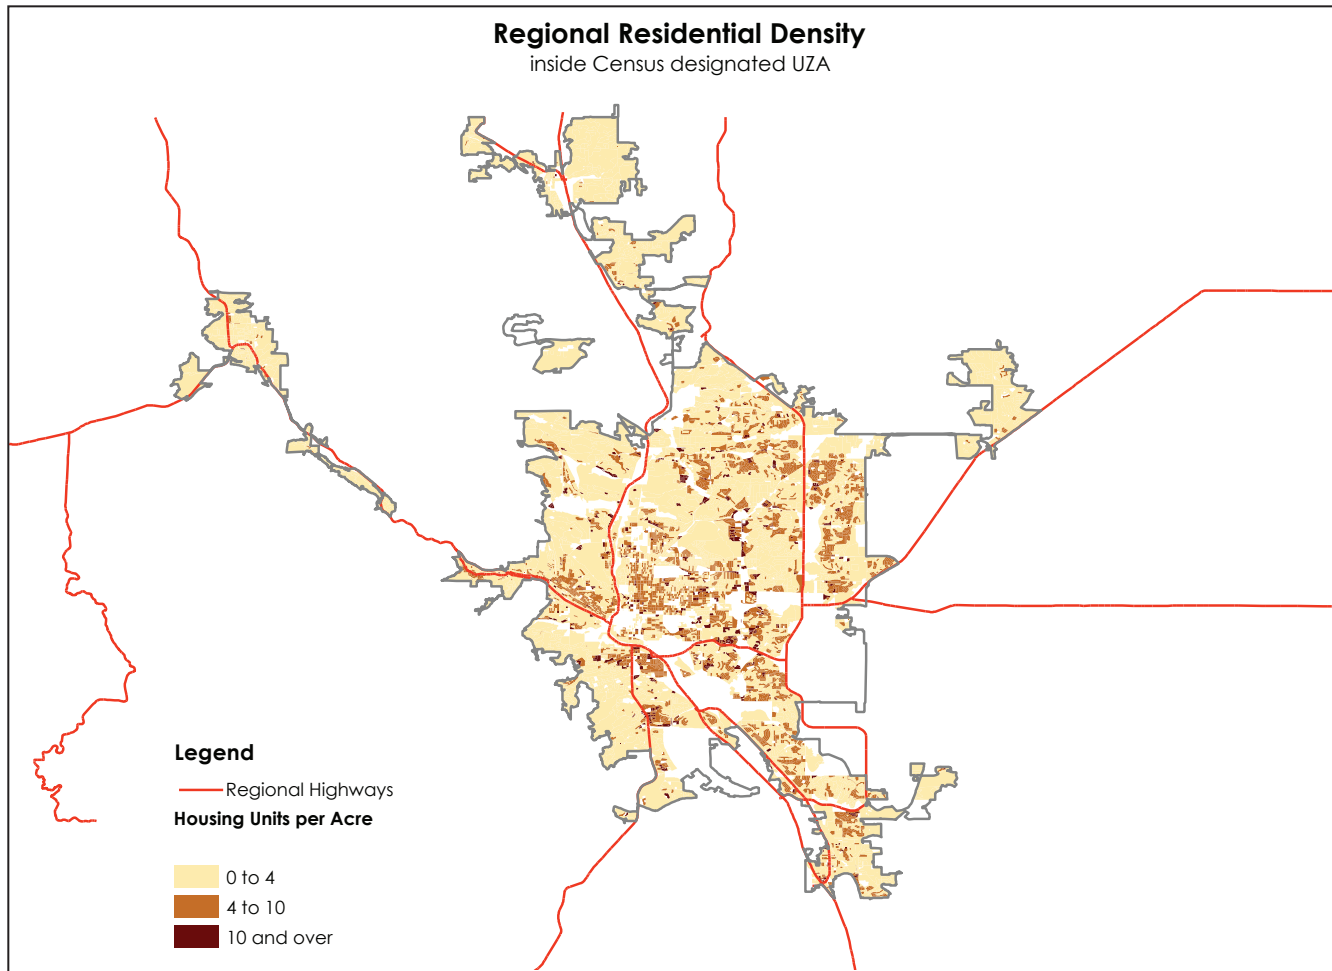 Regional Residential Density
inside Census designated UZA
Legend
Regional Highways
Housing Units per Acre
0 to 4
4 to 10
10 and over